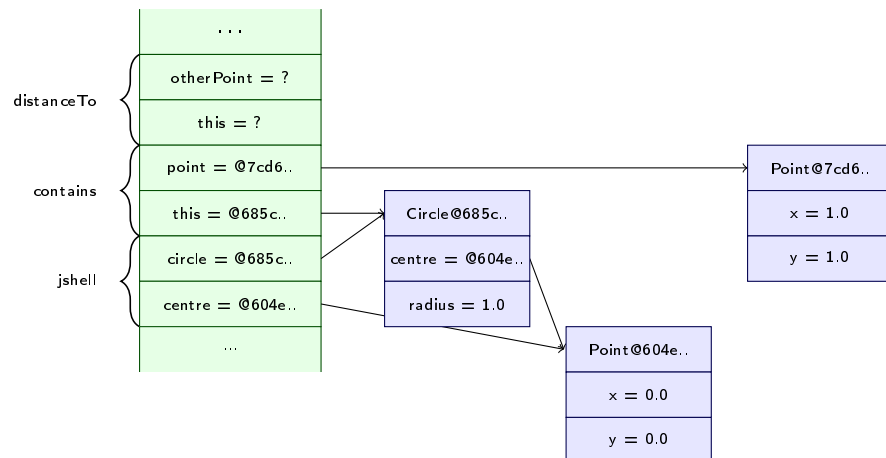 ...
distanceTo
otherPoint = ?
this = ?
contains
point = @7cd6..
this = @685c..
jshell
circle = @685c..
centre = @604e..
...
Circle@685c..
centre = @604e..
radius = 1.0
Point@604e..
x = 0.0
y = 0.0
Point@7cd6..
x = 1.0
y = 1.0